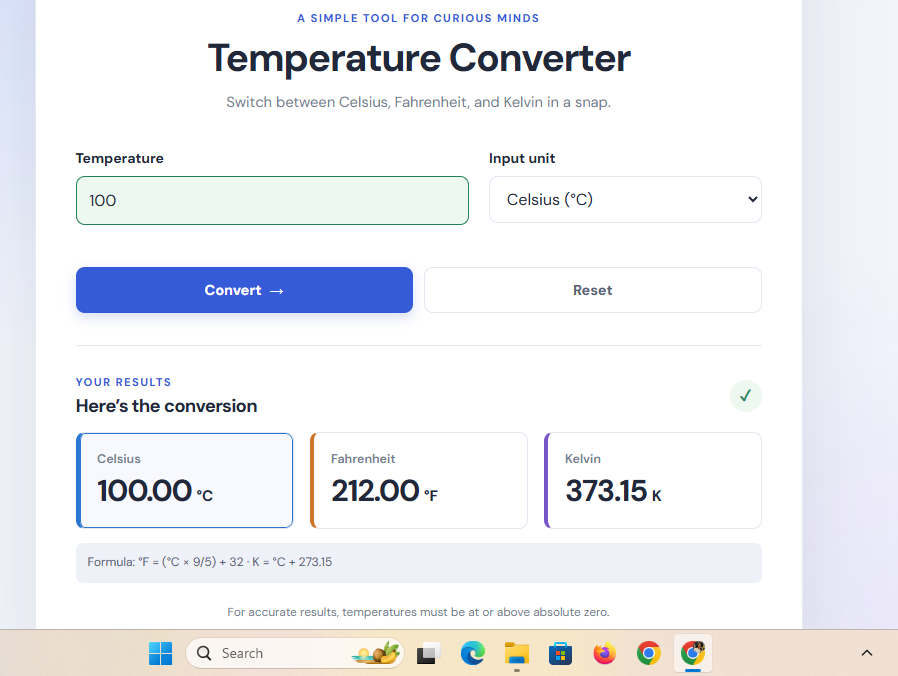 A SIMPLE TOOL FOR CURIOUS MINDS
Temperature Converter
Switch between Celsius, Fahrenheit, and Kelvin in a snap.
Temperature Input unit
100 Celsius (°C)
Convert → Reset
YOUR RESULTS
Here’s the conversion
✓
Celsius Fahrenheit Kelvin
100.00 °C 212.00 °F 373.15 K
Formula: °F = (°C × 9/5) + 32 · K = °C + 273.15
For accurate results, temperatures must be at or above absolute zero.
Search